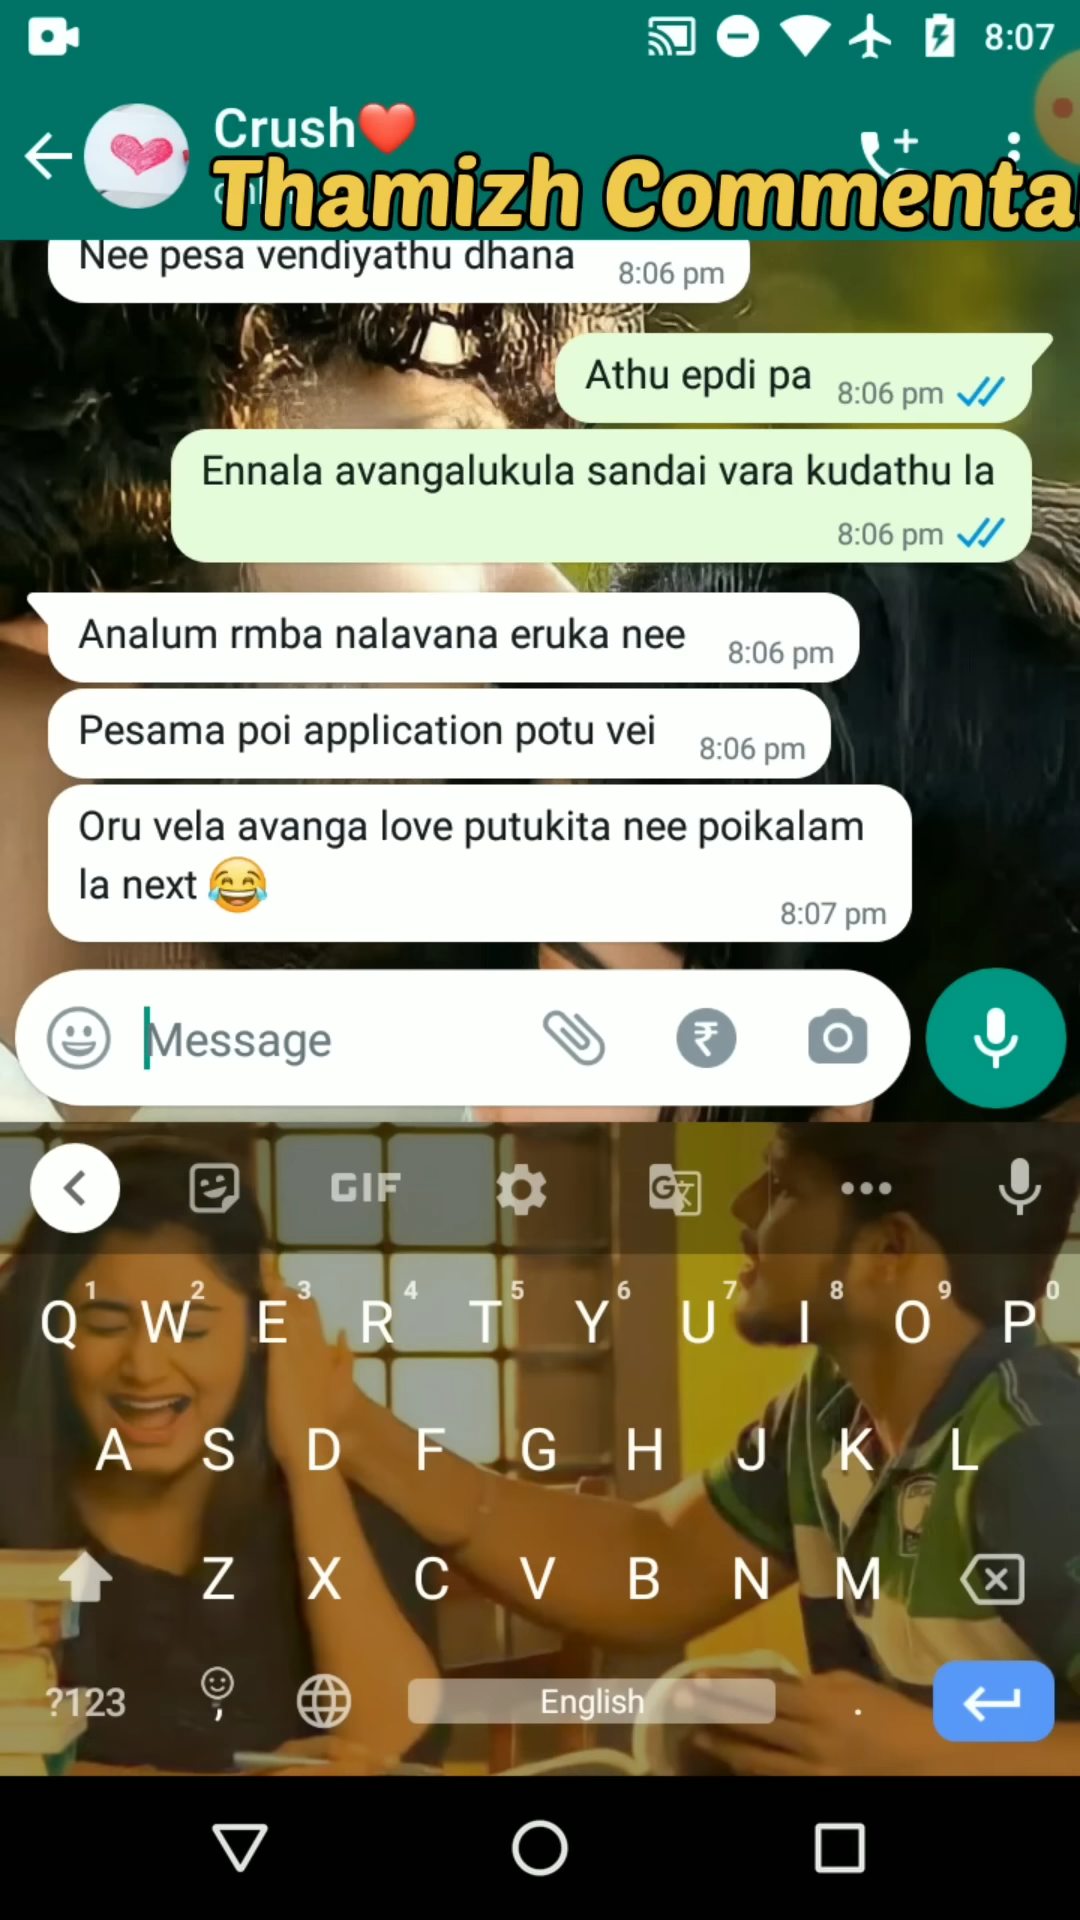 8:07
Crush❤️
Thamizh Commenta
Nee pesa vendiyathu dhana 8:06 pm
Athu epdi pa 8:06 pm
Ennala avangalukula sandai vara kudathu la
8:06 pm
Analum rmba nalavana eruka nee 8:06 pm
Pesama poi application potu vei 8:06 pm
Oru vela avanga love putukita nee poikalam
la next 😂
8:07 pm
Message
GIF
1 2 3 4 5 6 7 8 9 0
Q W E R T Y U I O P
A S D F G H J K L
Z X C V B N M
?123 , English .